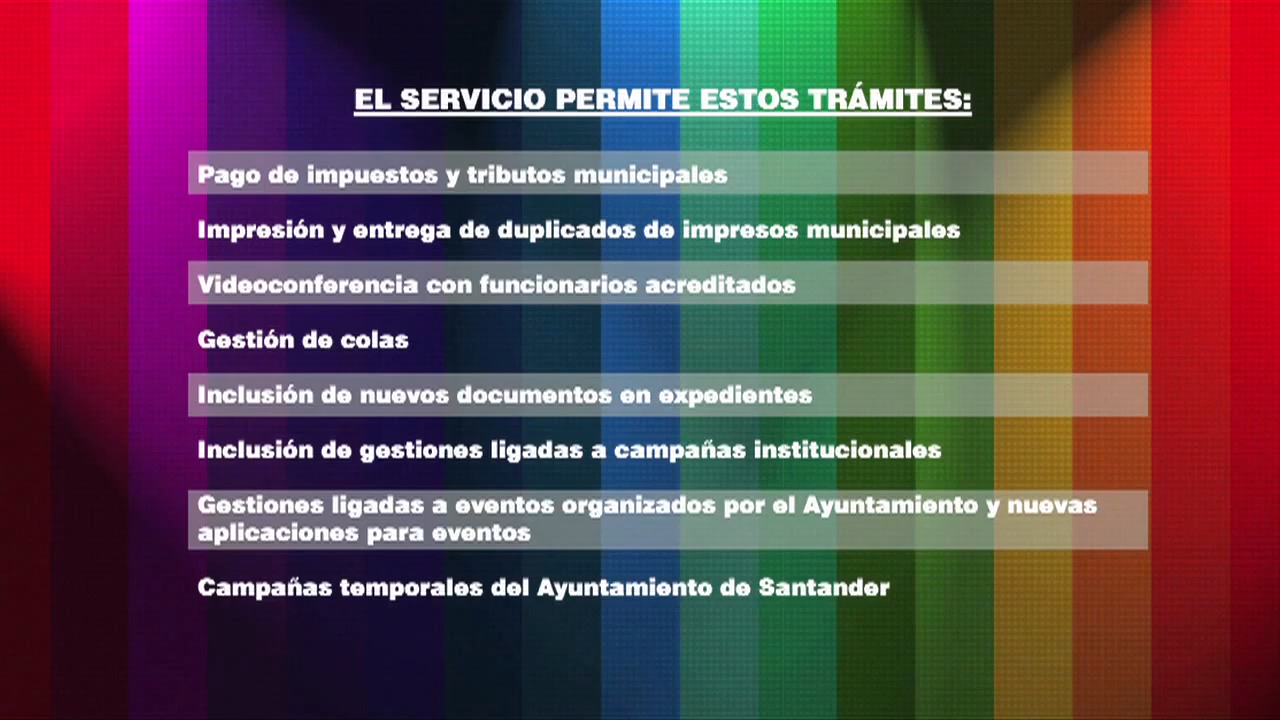 EL SERVICIO PERMITE ESTOS TRÁMITES:
Pago de impuestos y tributos municipales
Impresión y entrega de duplicados de impresos municipales
Videoconferencia con funcionarios acreditados
Gestión de colas
Inclusión de nuevos documentos en expedientes
Inclusión de gestiones ligadas a campañas institucionales
Gestiones ligadas a eventos organizados por el Ayuntamiento y nuevas
aplicaciones para eventos
Campañas temporales del Ayuntamiento de Santander